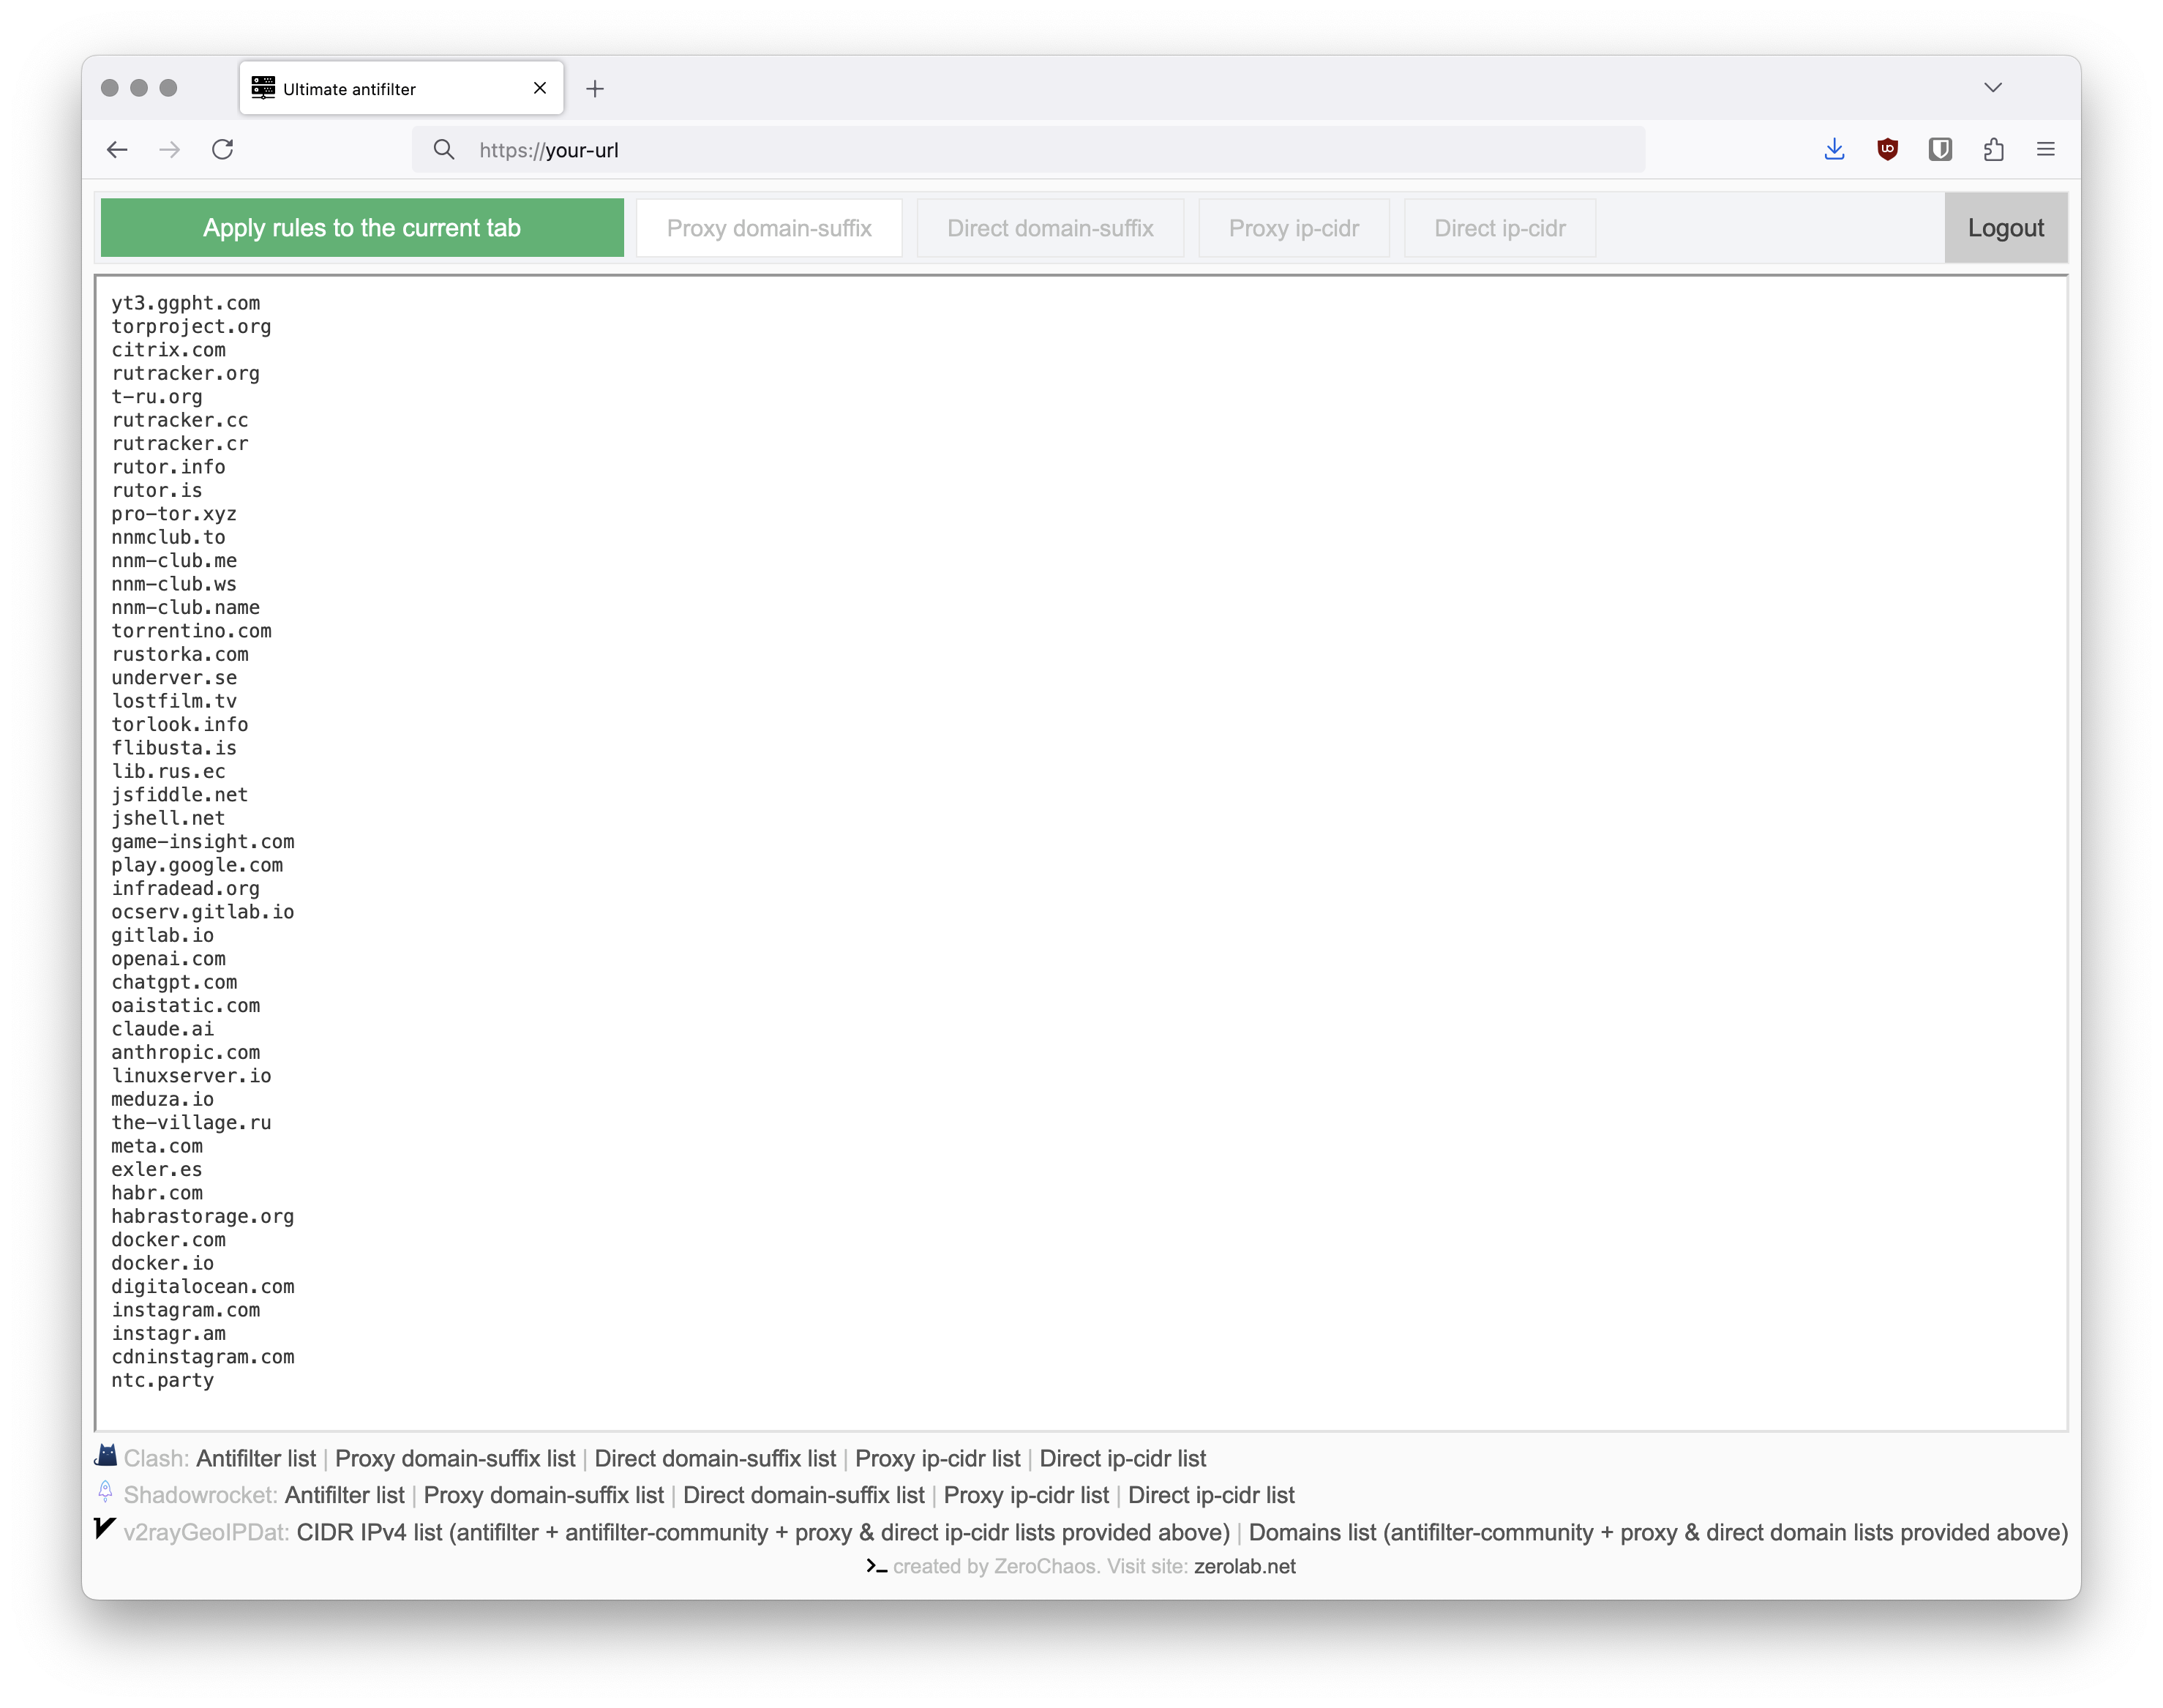 Ultimate antifilter
https://your-url
Apply rules to the current tab Proxy domain-suffix Direct domain-suffix Proxy ip-cidr Direct ip-cidr Logout
yt3.ggpht.com
torproject.org
citrix.com
rutracker.org
t-ru.org
rutracker.cc
rutracker.cr
rutor.info
rutor.is
pro-tor.xyz
nnmclub.to
nnm-club.me
nnm-club.ws
nnm-club.name
torrentino.com
rustorka.com
underver.se
lostfilm.tv
torlook.info
flibusta.is
lib.rus.ec
jsfiddle.net
jshell.net
game-insight.com
play.google.com
infradead.org
ocserv.gitlab.io
gitlab.io
openai.com
chatgpt.com
oaistatic.com
claude.ai
anthropic.com
linuxserver.io
meduza.io
the-village.ru
meta.com
exler.es
habr.com
habrastorage.org
docker.com
docker.io
digitalocean.com
instagram.com
instagr.am
cdninstagram.com
ntc.party
Clash: Antifilter list | Proxy domain-suffix list | Direct domain-suffix list | Proxy ip-cidr list | Direct ip-cidr list
Shadowrocket: Antifilter list | Proxy domain-suffix list | Direct domain-suffix list | Proxy ip-cidr list | Direct ip-cidr list
v2rayGeoIPDat: CIDR IPv4 list (antifilter + antifilter-community + proxy & direct ip-cidr lists provided above) | Domains list (antifilter-community + proxy & direct domain lists provided above)
created by ZeroChaos. Visit site: zerolab.net